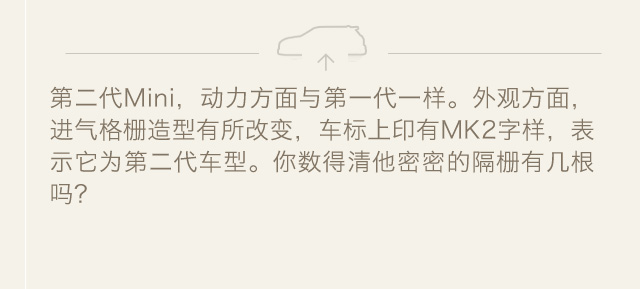 第二代Mini，动力方面与第一代一样。外观方面，
进气格栅造型有所改变，车标上印有MK2字样，表
示它为第二代车型。你数得清他密密的隔栅有几根
吗？